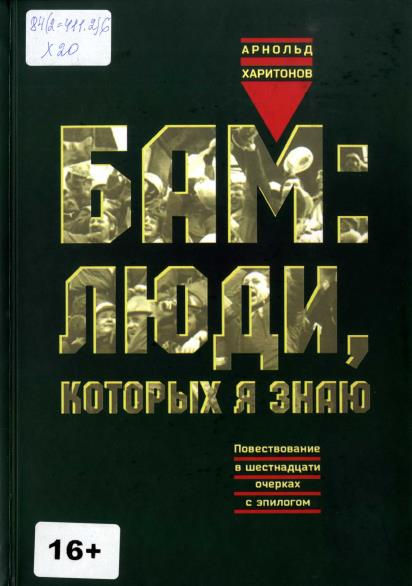 84(2=411.2)6
Х20
АРНОЛЬД
ХАРИТОНОВ
БАМ:
ЛЮДИ,
КОТОРЫХ Я ЗНАЮ
Повествование
в шестнадцати
очерках
с эпилогом
16+